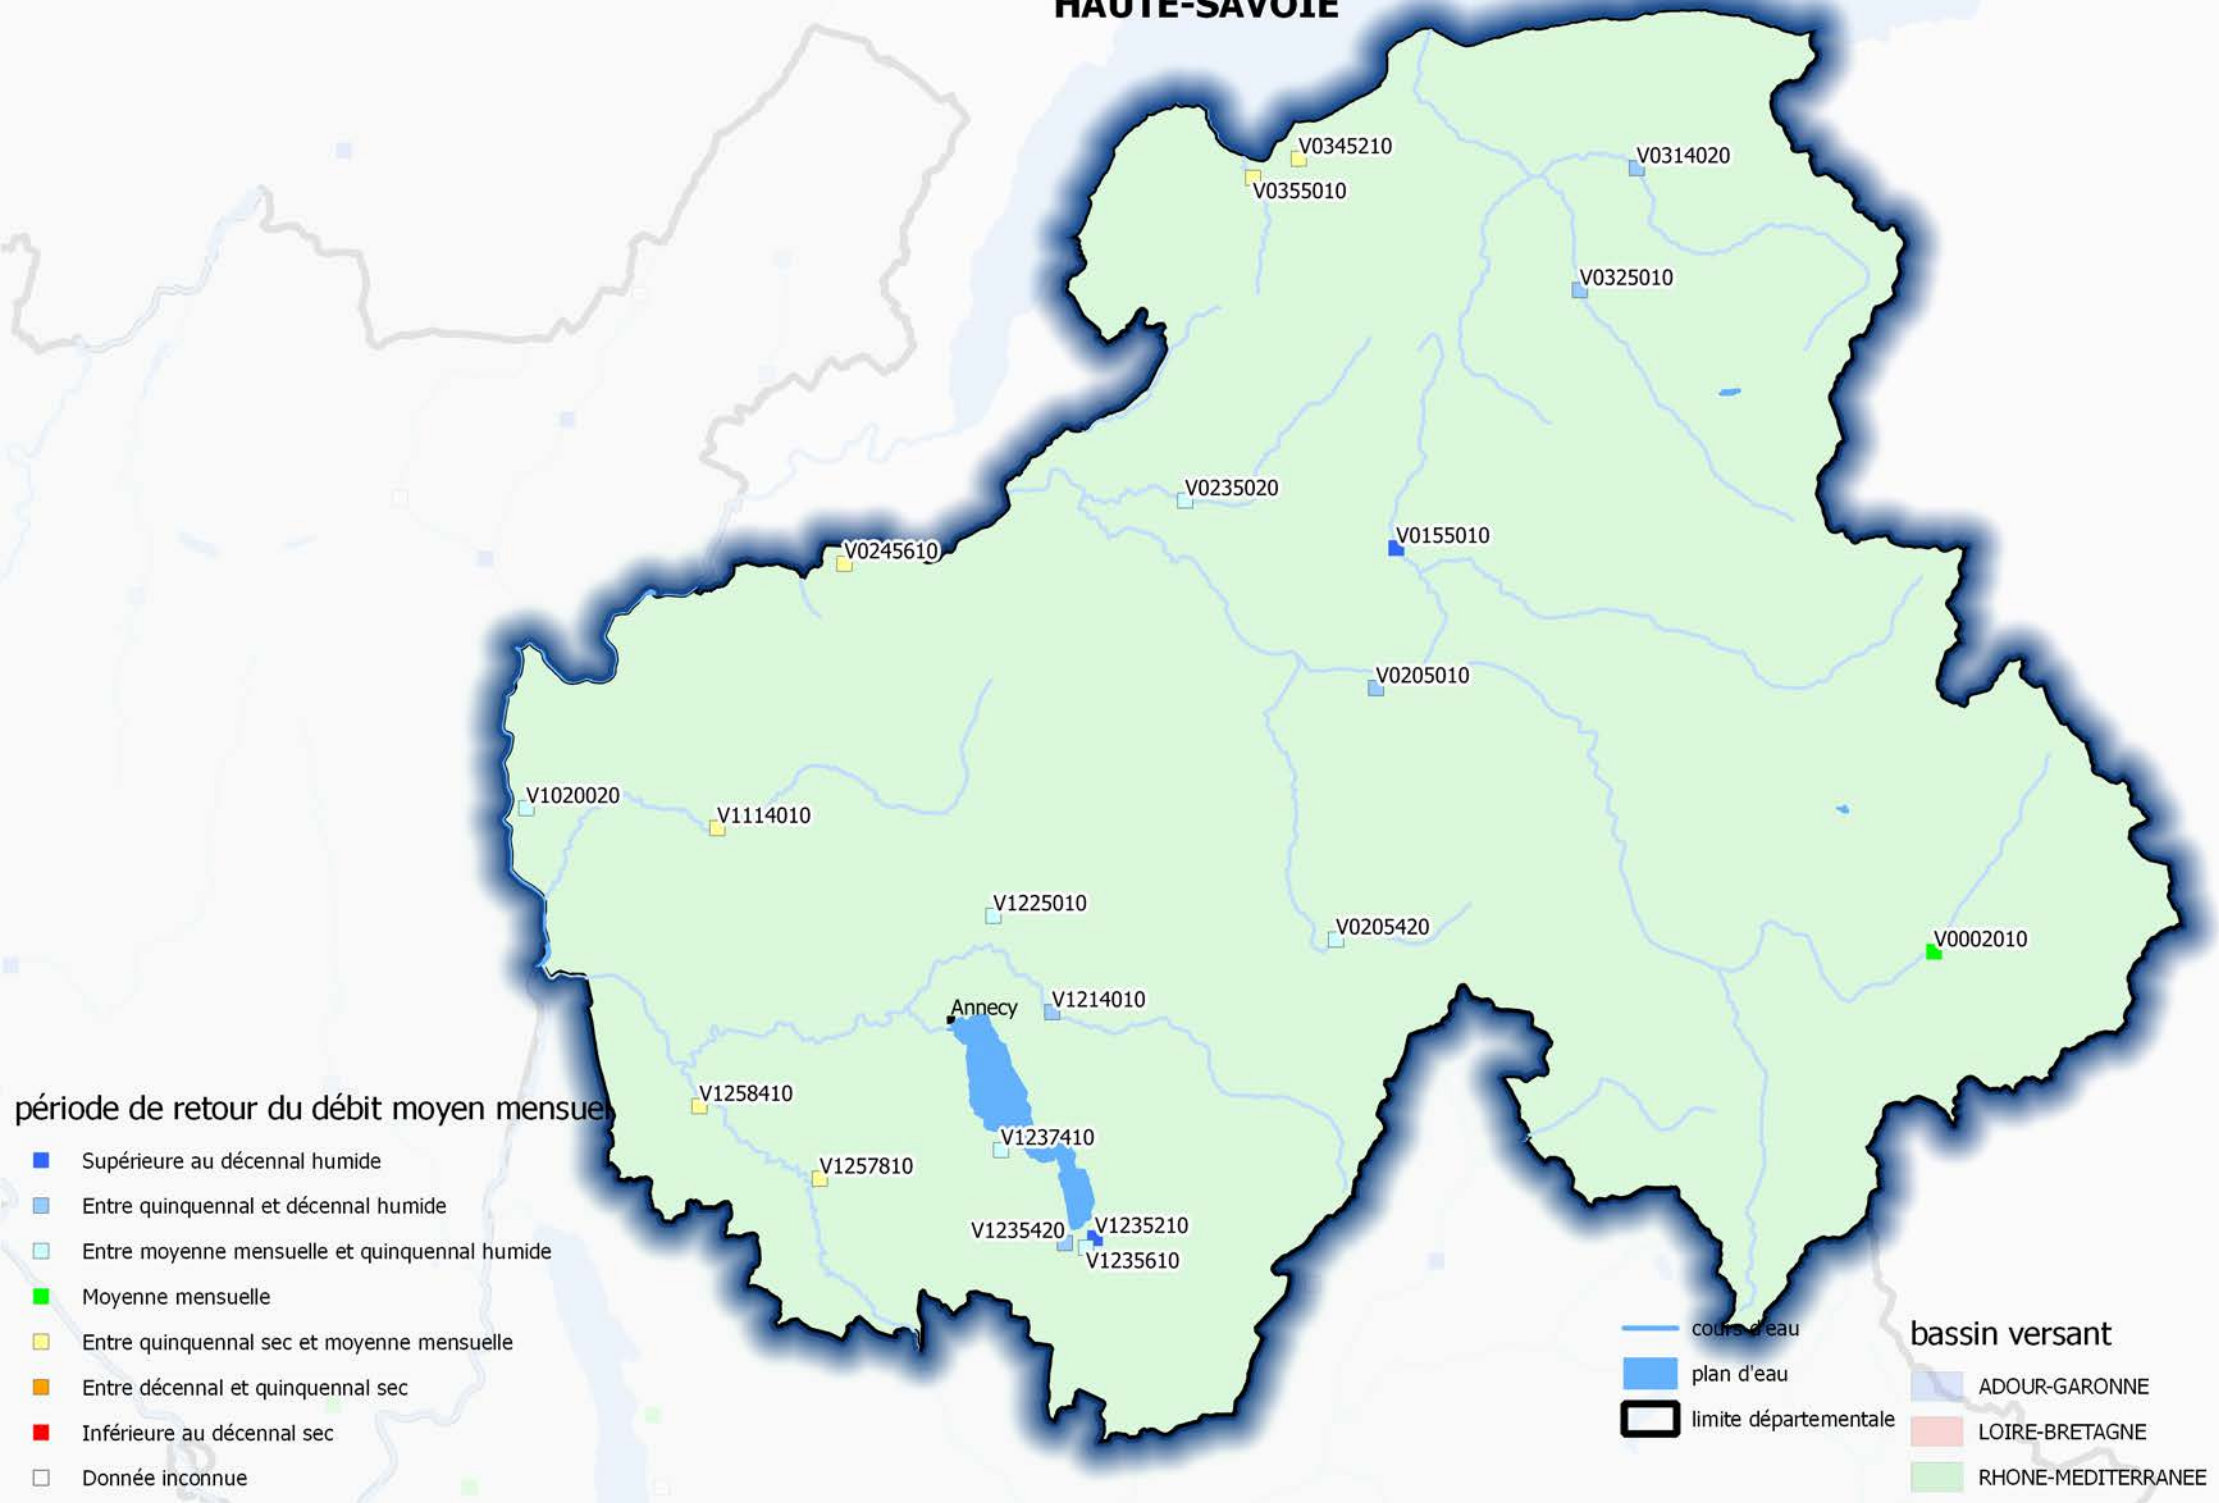 HAUTE-SAVOIE
V0345210
V0314020
V0355010
V0325010
V0235020
V0155010
V0245610
V0205010
V1020020
V1114010
V1225010
V0205420
V0002010
V1214010
Annecy
V1258410
V1237410
V1257810
V1235210
V1235420
V1235610
période de retour du débit moyen mensuel
Supérieure au décennal humide
Entre quinquennal et décennal humide
Entre moyenne mensuelle et quinquennal humide
Moyenne mensuelle
Entre quinquennal sec et moyenne mensuelle
Entre décennal et quinquennal sec
Inférieure au décennal sec
Donnée inconnue
cours d'eau
plan d'eau
limite départementale
bassin versant
ADOUR-GARONNE
LOIRE-BRETAGNE
RHONE-MEDITERRANEE